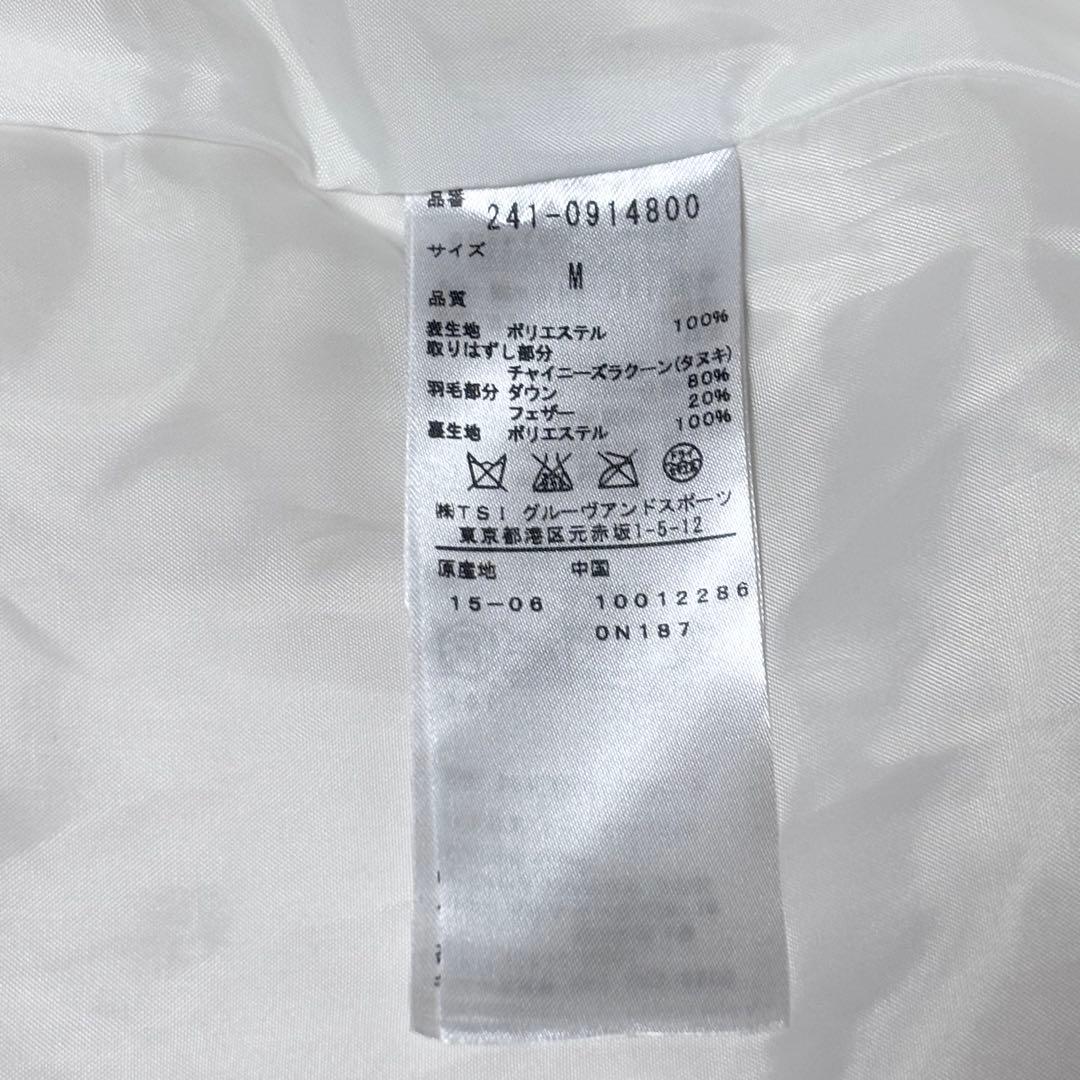 品番 241-0914800
サイズ
M
品質
表生地 ポリエステル 100%
取りはずし部分
チャイニーズラクーン(タヌキ)
羽毛部分 ダウン 80%
フェザー 20%
裏生地 ポリエステル 100%
㈱TSI グルーヴアンドスポーツ
東京都港区元赤坂1-5-12
原産地 中国
15-06 10012286
0N187